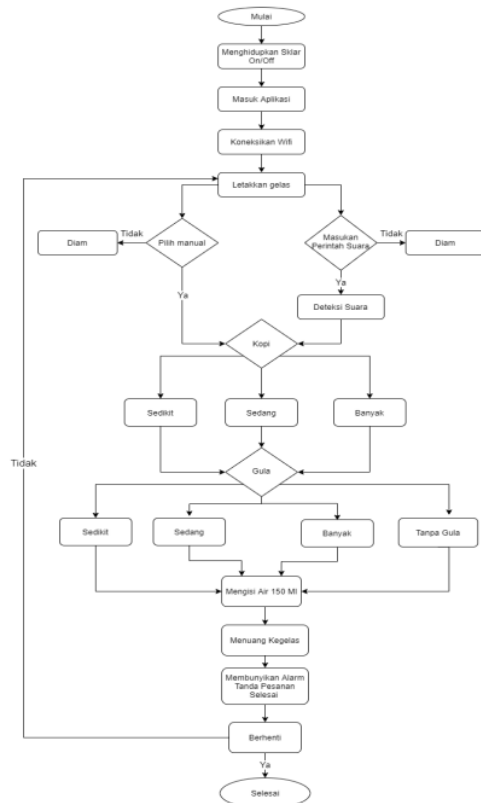 Mulai
Menghidupkan Sklar
On/Off
Masuk Aplikasi
Koneksikan Wifi
Letakkan gelas
Diam
Tidak
Pilih manual
Masukan
Perintah Suara
Tidak
Diam
Ya
Ya
Deteksi Suara
Kopi
Sedikit
Sedang
Banyak
Tidak
Gula
Sedikit
Sedang
Banyak
Tanpa Gula
Mengisi Air 150 Ml
Menuang Kegelas
Membunyikan Alarm
Tanda Pesanan
Selesai
Berhenti
Ya
Selesai